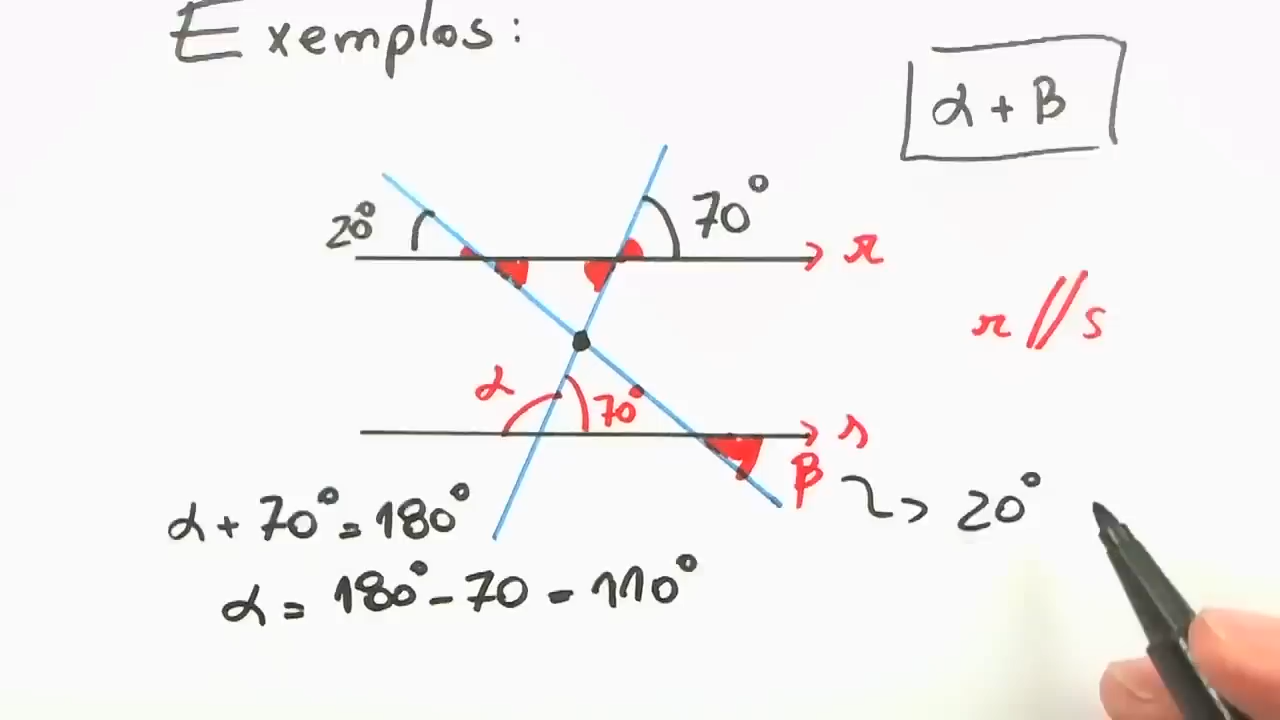 Exemplos:
α + β
20°
70°
r
r // s
α
70°
s
β
20°
α + 70° = 180°
α = 180° - 70 = 110°